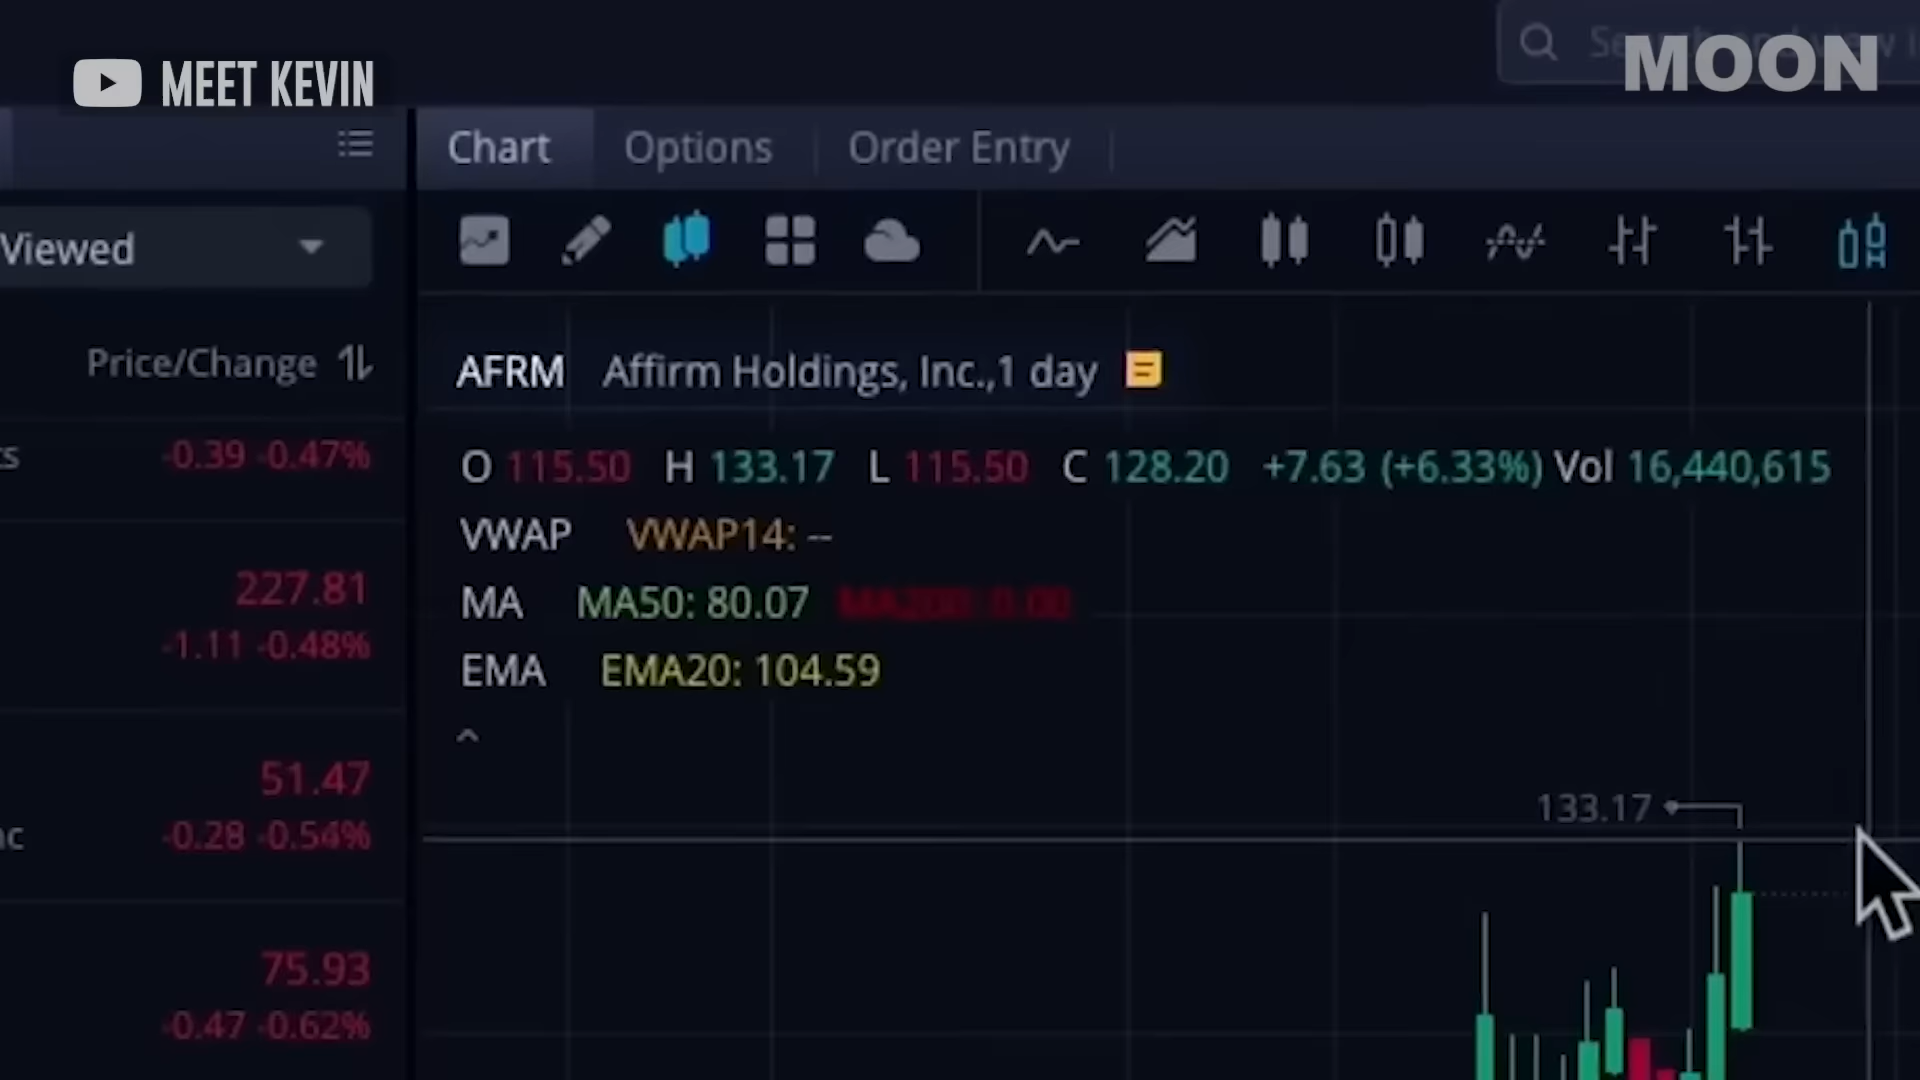 MEET KEVIN
MOON
Chart Options Order Entry
Viewed
Price/Change
AFRM Affirm Holdings, Inc.,1 day
-0.39 -0.47%
O 115.50 H 133.17 L 115.50 C 128.20 +7.63 (+6.33%) Vol 16,440,615
VWAP VWAP14: --
227.81
MA MA50: 80.07 MA200: 0.00
-1.11 -0.48%
EMA EMA20: 104.59
51.47
133.17
-0.28 -0.54%
75.93
-0.47 -0.62%